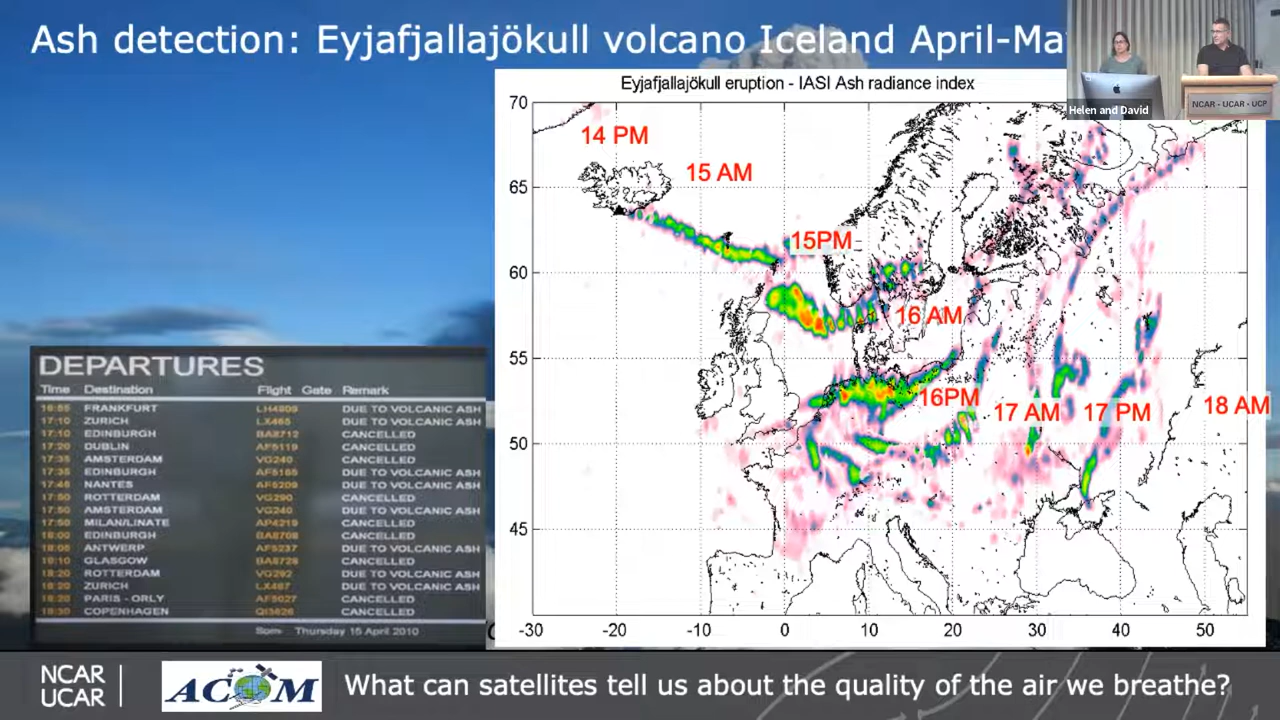 Ash detection: Eyjafjallajökull volcano Iceland April-Ma
Helen and David
NCAR - UCAR - UCP
Eyjafjallajökull eruption - IASI Ash radiance index
70
65
60
55
50
45
-30 -20 -10 0 10 20 30 40 50
14 PM
15 AM
15PM
16 AM
16PM
17 AM
17 PM
18 AM
DEPARTURES
Time Destination Flight Gate Remark
16:55 FRANKFURT LH4809 DUE TO VOLCANIC ASH
17:10 ZURICH LX465 DUE TO VOLCANIC ASH
17:10 EDINBURGH BA8712 CANCELLED
17:20 DUBLIN AF5119 CANCELLED
17:35 AMSTERDAM VG240 CANCELLED
17:35 EDINBURGH AF5165 DUE TO VOLCANIC ASH
17:45 NANTES AF5209 DUE TO VOLCANIC ASH
17:50 ROTTERDAM VG290 CANCELLED
17:50 AMSTERDAM VG240 DUE TO VOLCANIC ASH
17:50 MILAN/LINATE AP4219 CANCELLED
18:00 EDINBURGH BA8708 CANCELLED
18:05 ANTWERP AF5237 DUE TO VOLCANIC ASH
18:10 GLASGOW BA8728 CANCELLED
18:20 ROTTERDAM VG292 DUE TO VOLCANIC ASH
18:20 ZURICH LX467 DUE TO VOLCANIC ASH
18:20 PARIS - ORLY AF5027 CANCELLED
18:30 COPENHAGEN CANCELLED
Thursday 15 April 2010
NCAR
UCAR
ACOM
What can satellites tell us about the quality of the air we breathe?